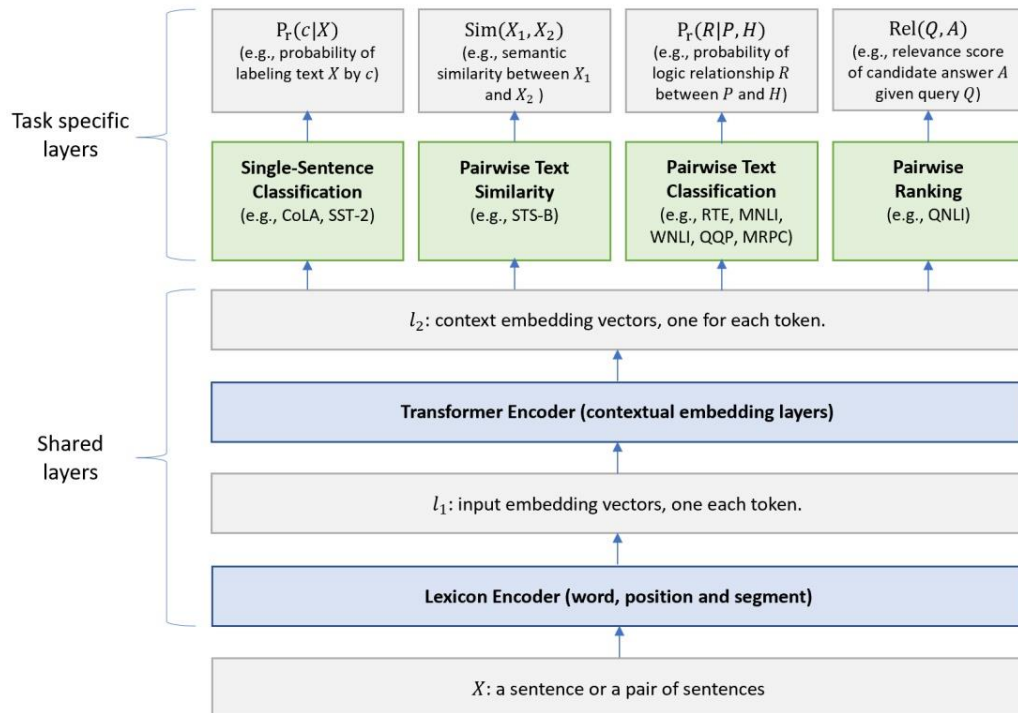 Pr(c|X)
(e.g., probability of
labeling text X by c)
Sim(X1, X2)
(e.g., semantic
similarity between X1
and X2 )
Pr(R|P, H)
(e.g., probability of
logic relationship R
between P and H)
Rel(Q, A)
(e.g., relevance score
of candidate answer A
given query Q)
Task specific
layers
Single-Sentence
Classification
(e.g., CoLA, SST-2)
Pairwise Text
Similarity
(e.g., STS-B)
Pairwise Text
Classification
(e.g., RTE, MNLI,
WNLI, QQP, MRPC)
Pairwise
Ranking
(e.g., QNLI)
l2: context embedding vectors, one for each token.
Transformer Encoder (contextual embedding layers)
Shared
layers
l1: input embedding vectors, one each token.
Lexicon Encoder (word, position and segment)
X: a sentence or a pair of sentences